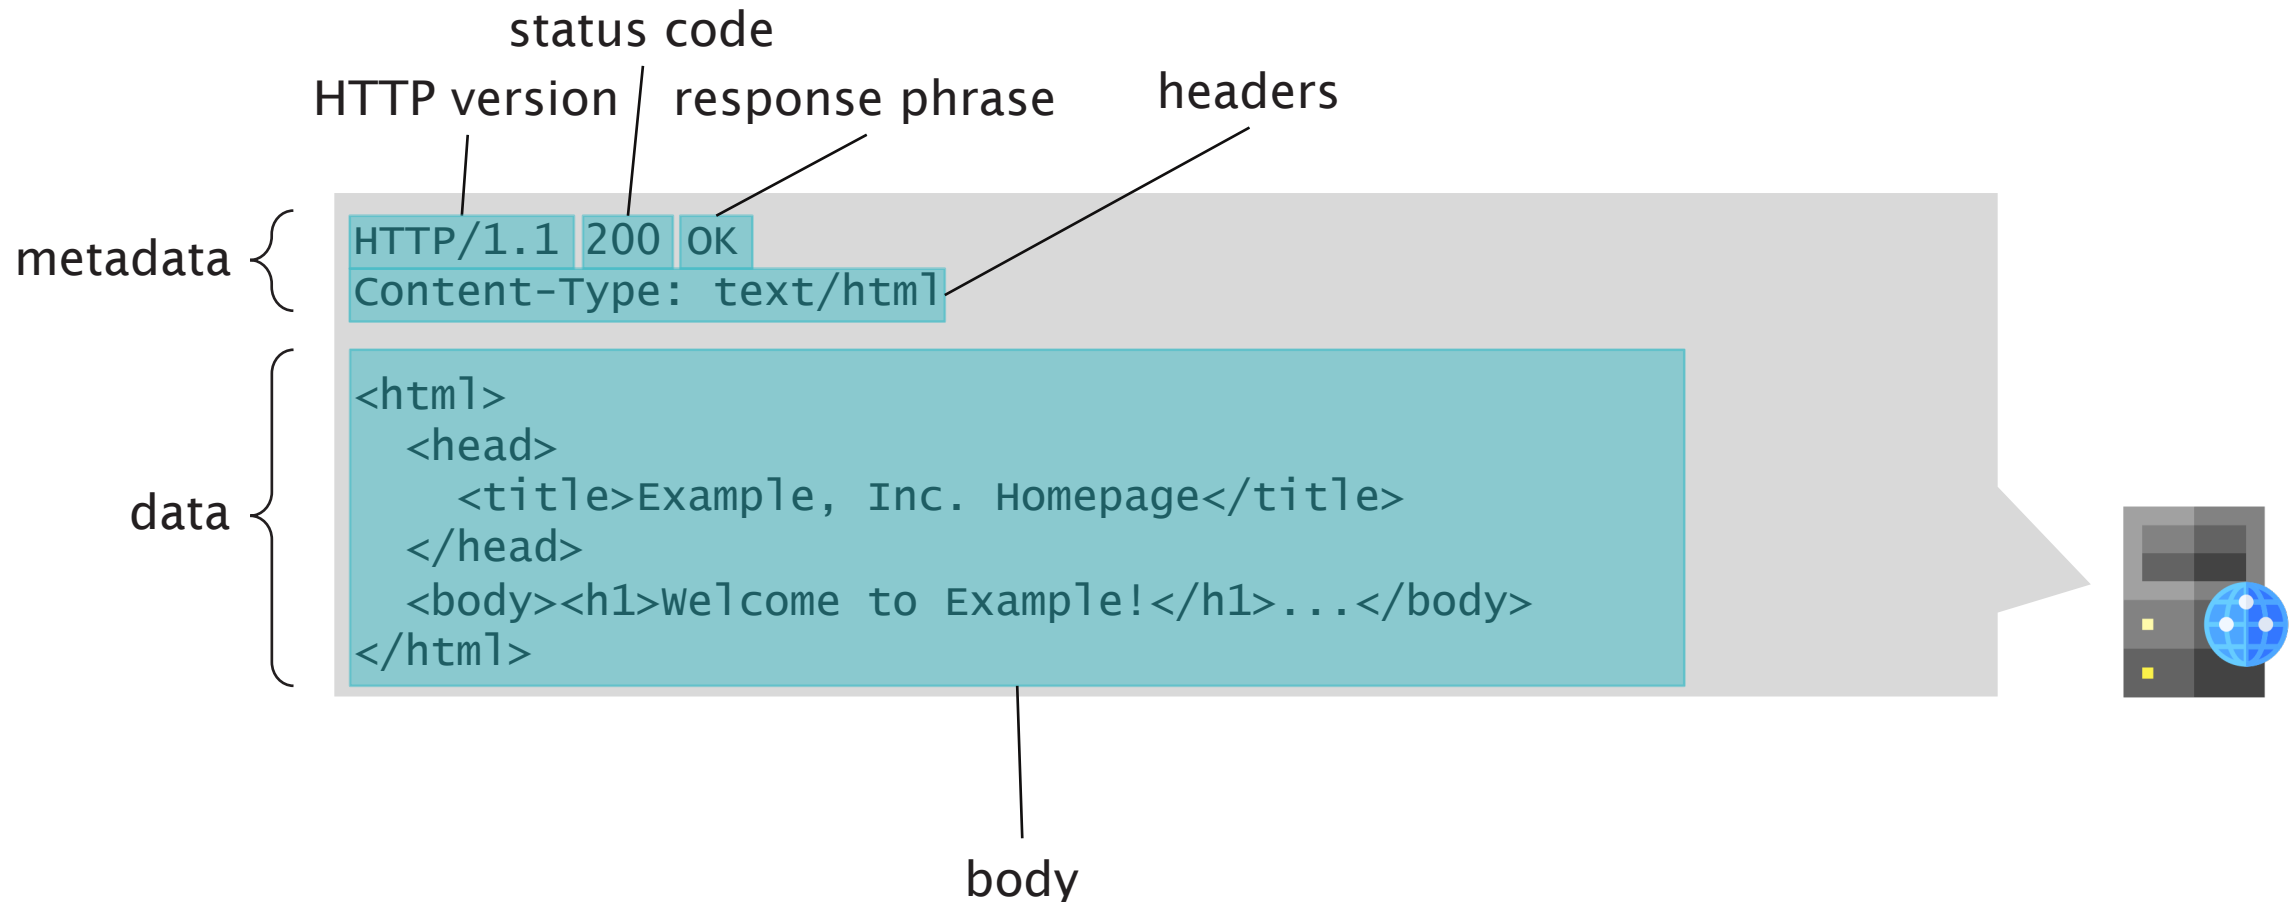 status code
HTTP version response phrase headers
metadata
HTTP/1.1 200 OK
Content-Type: text/html
data
<html>
  <head>
    <title>Example, Inc. Homepage</title>
  </head>
  <body><h1>Welcome to Example!</h1>...</body>
</html>
body